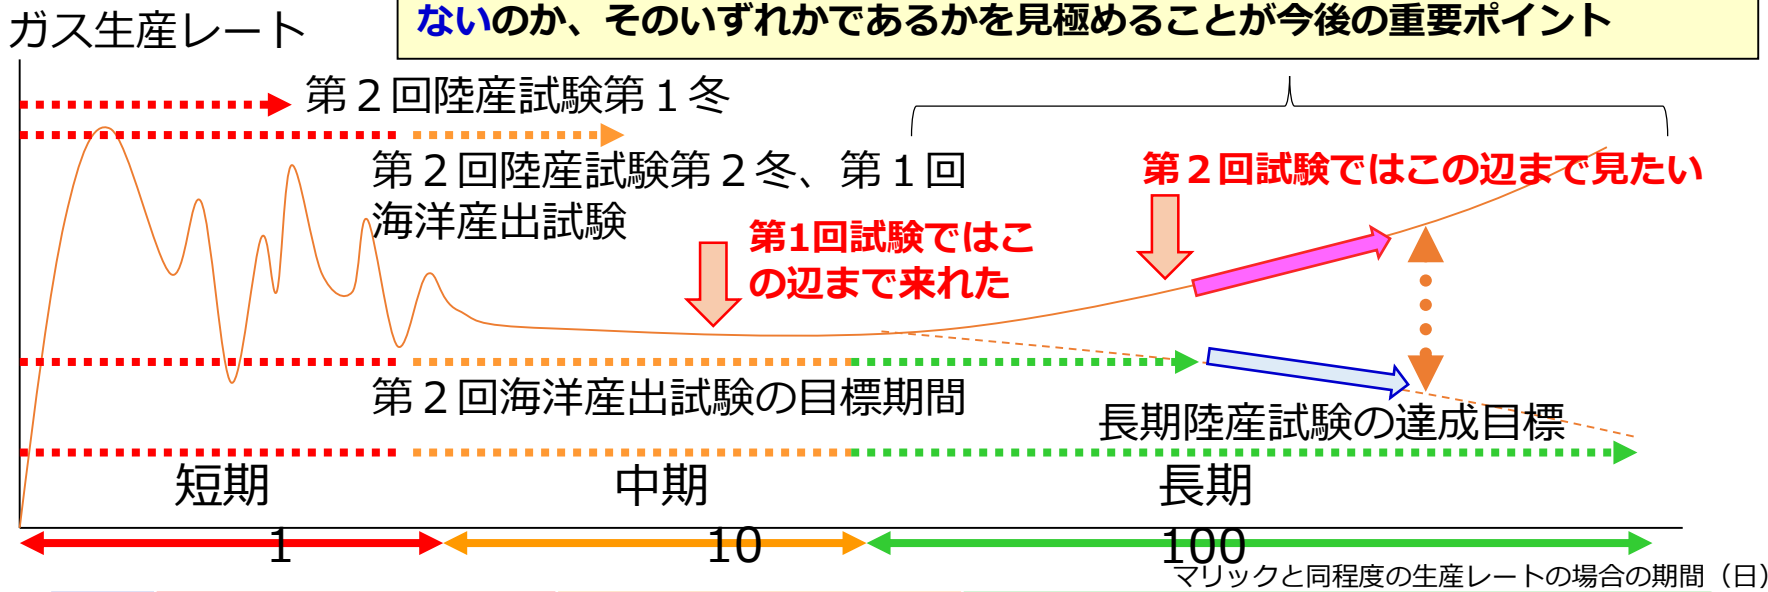 ないのか、そのいずれかであるかを見極めることが今後の重要ポイント
ガス生産レート
第２回陸産試験第１冬
第２回陸産試験第２冬、第１回
海洋産出試験
第２回試験ではこの辺まで見たい
第1回試験ではこ
の辺まで来れた
第２回海洋産出試験の目標期間
長期陸産試験の達成目標
短期
中期
長期
1
10
100
マリックと同程度の生産レートの場合の期間（日）